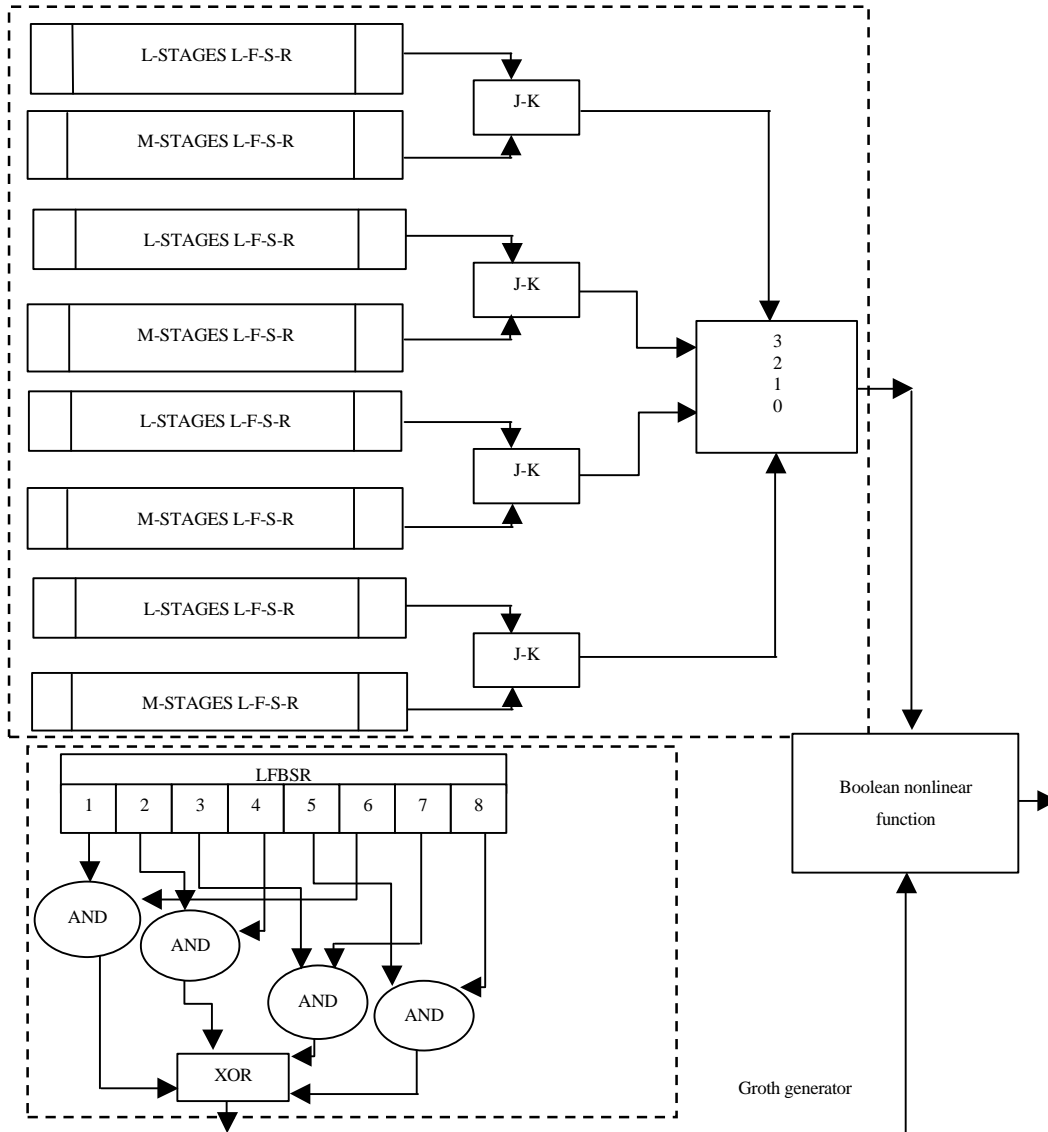 L-STAGES L-F-S-R
J-K
M-STAGES L-F-S-R
L-STAGES L-F-S-R
J-K
M-STAGES L-F-S-R
3
2
1
0
L-STAGES L-F-S-R
J-K
M-STAGES L-F-S-R
L-STAGES L-F-S-R
J-K
M-STAGES L-F-S-R
LFBSR
1 2 3 4 5 6 7 8
Boolean nonlinear
function
AND
AND
AND
AND
XOR
Groth generator